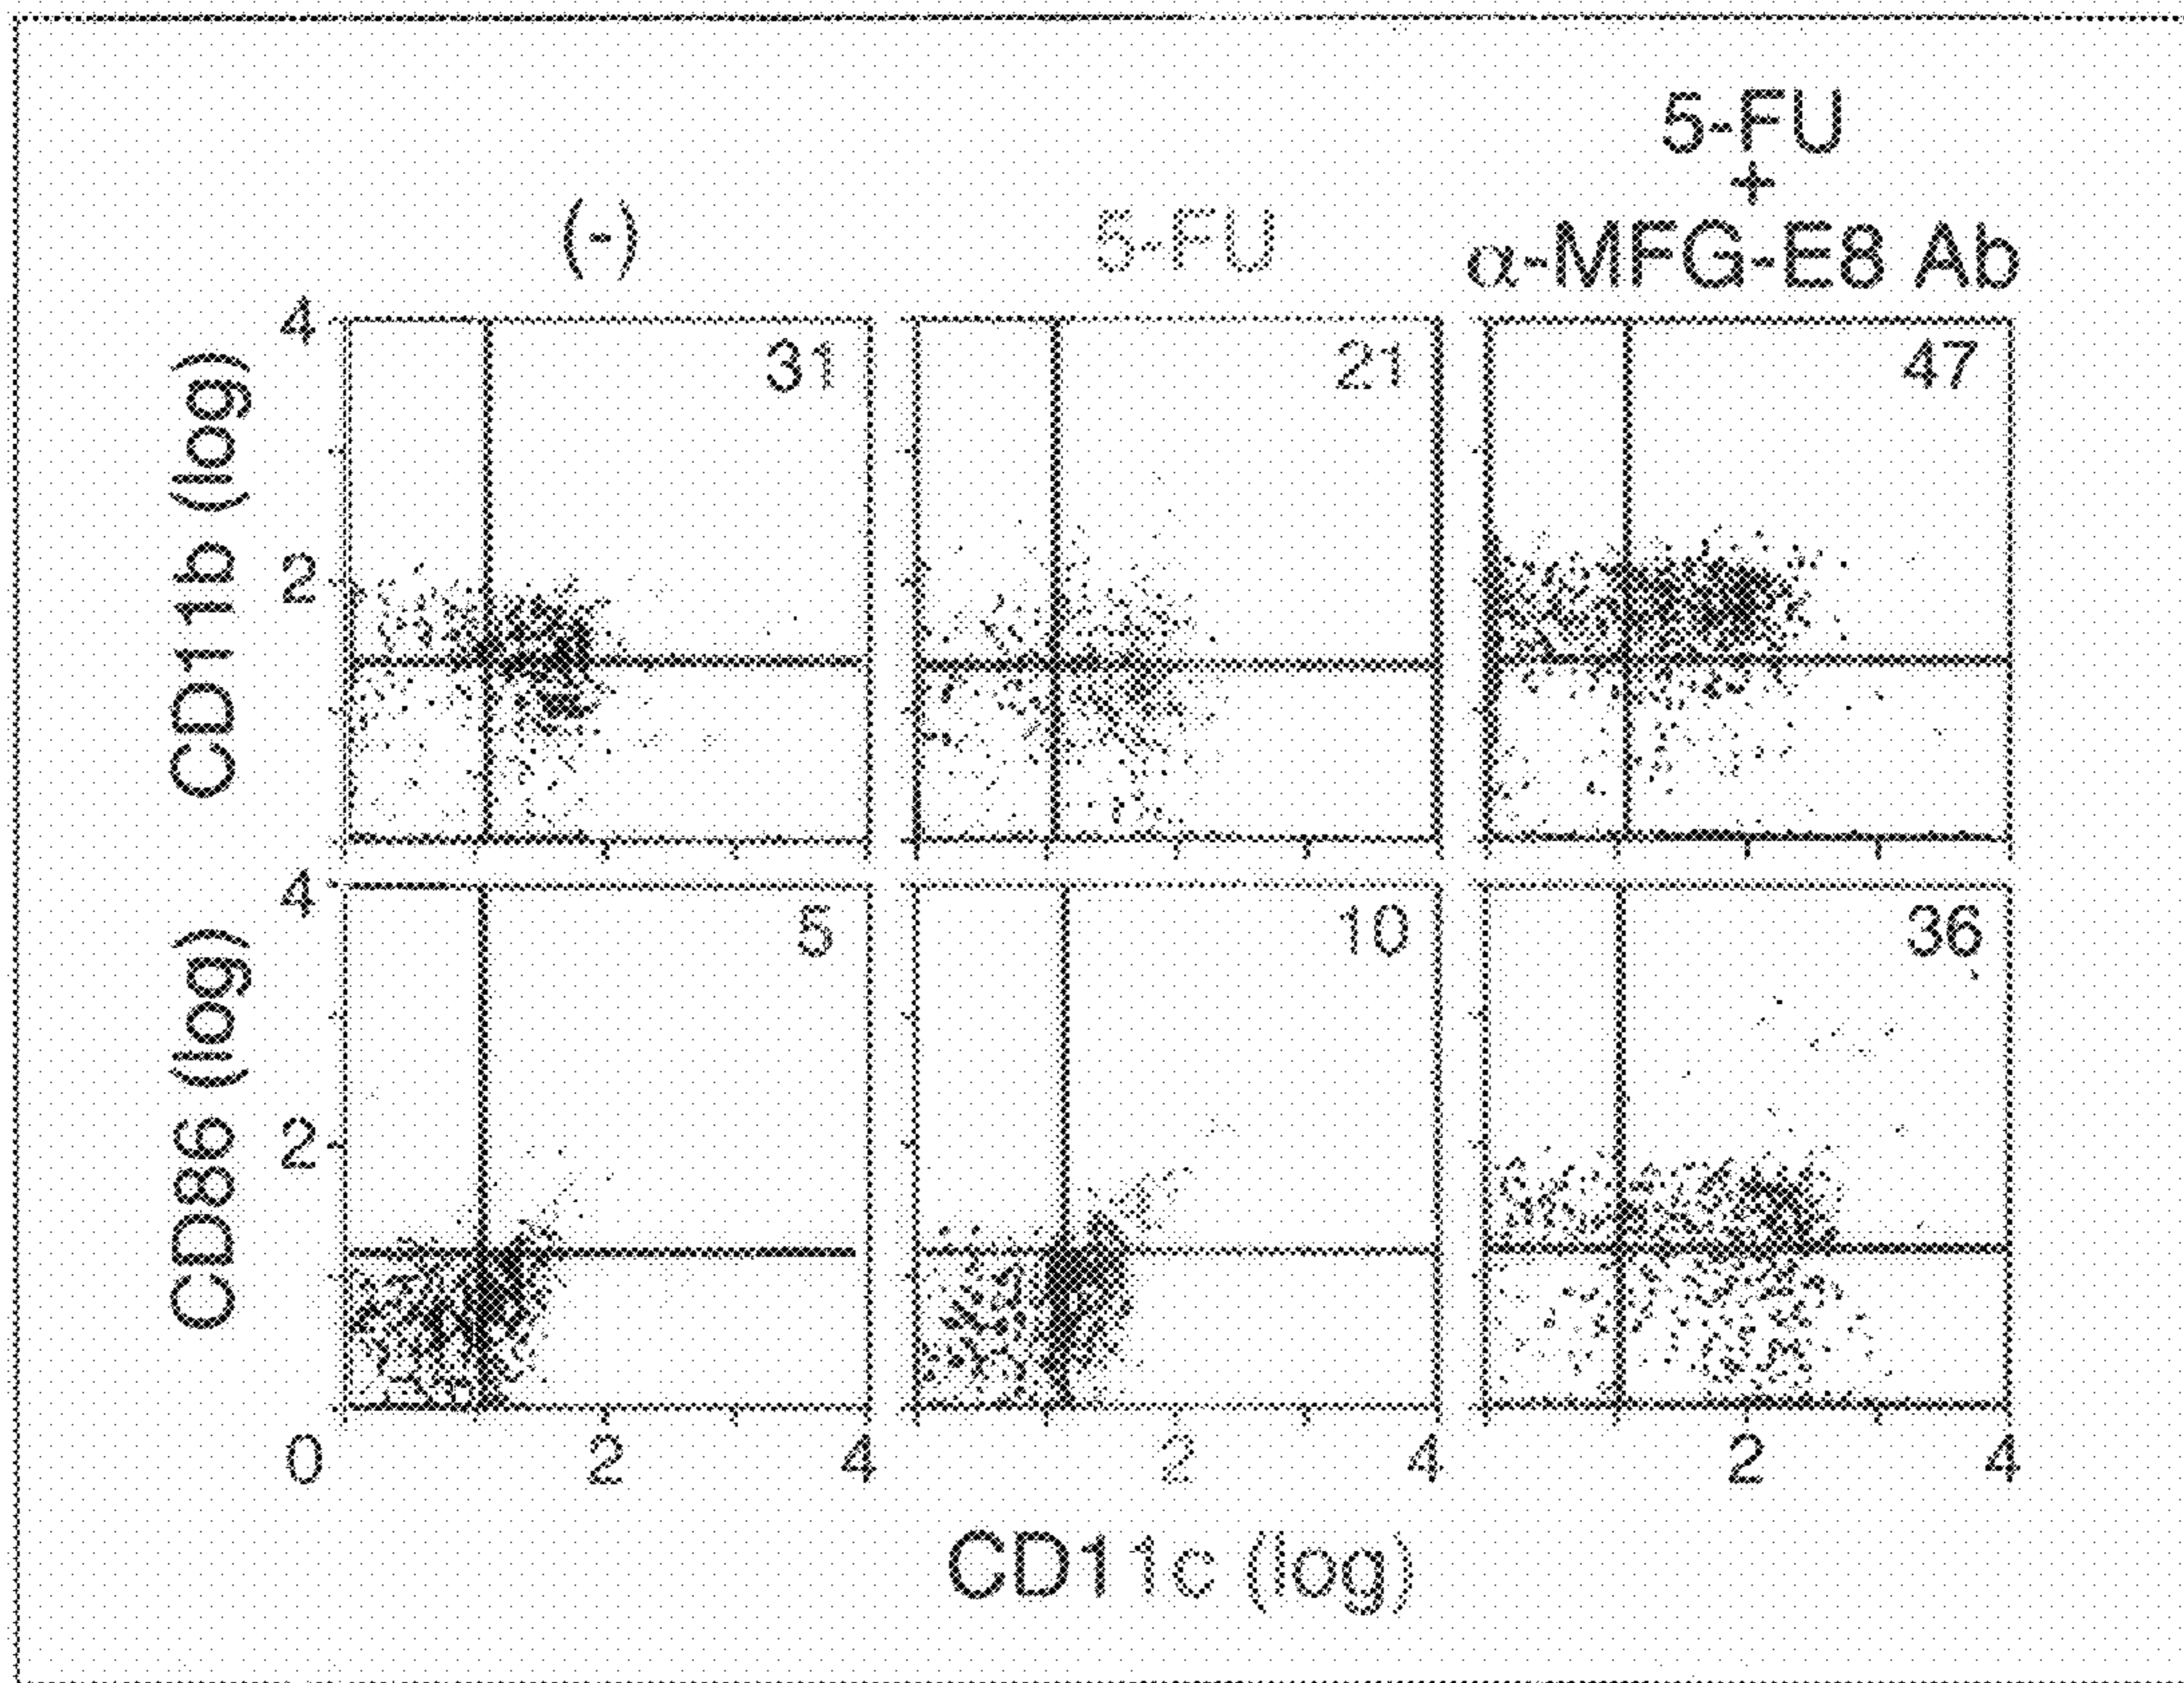 5-FU
+
(-) 5-FU α-MFG-E8 Ab
4
31 21 47
CD11b (log)
2
4
5 10 36
CD86 (log)
2
0 2 4 2 4 2 4
CD11c (log)